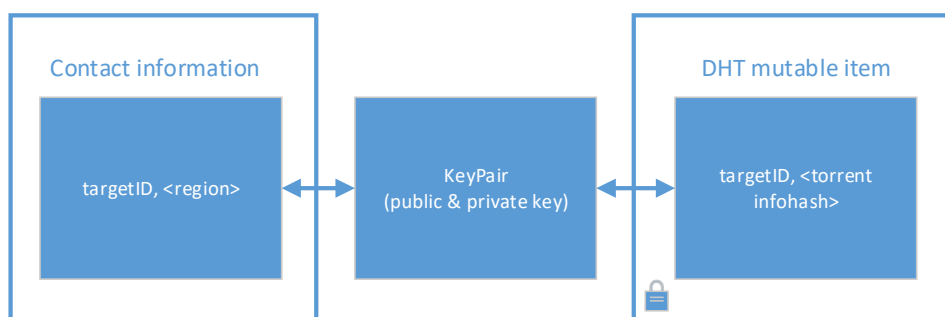 Contact information
targetID, <region>
KeyPair
(public & private key)
DHT mutable item
targetID, <torrent
infohash>